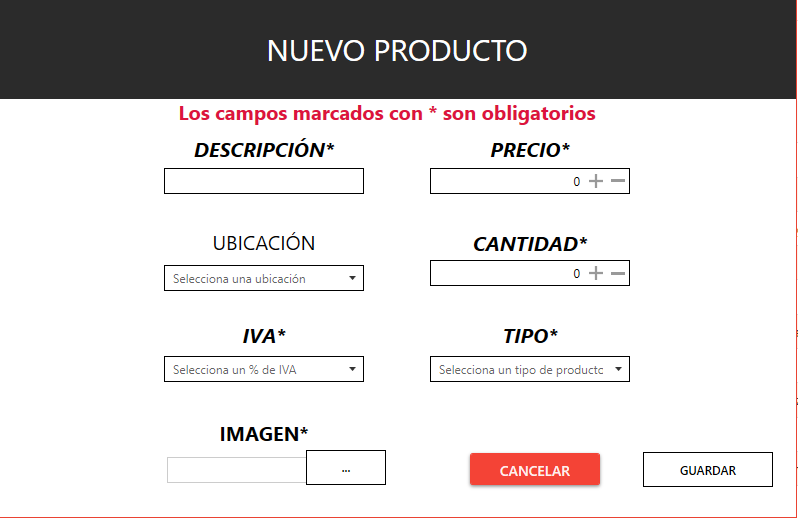 NUEVO PRODUCTO
Los campos marcados con * son obligatorios
DESCRIPCIÓN*
PRECIO*
0
UBICACIÓN
CANTIDAD*
Selecciona una ubicación
0
IVA*
TIPO*
Selecciona un % de IVA
Selecciona un tipo de producto
IMAGEN*
...
CANCELAR
GUARDAR